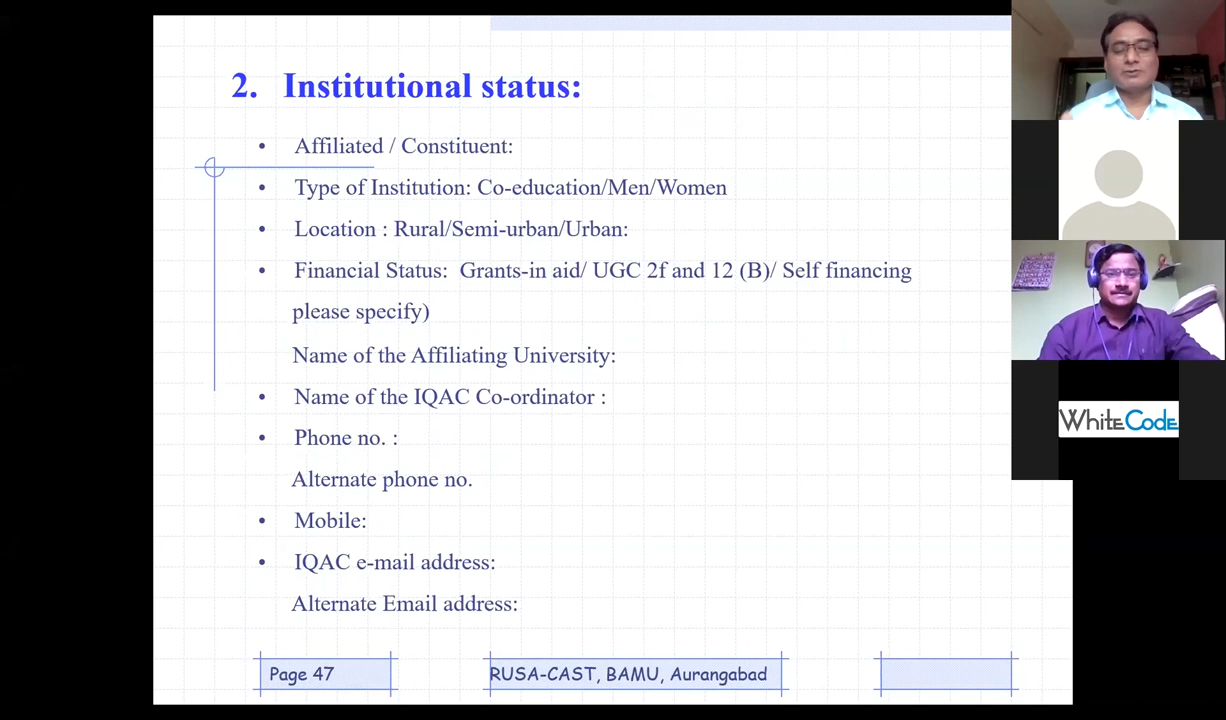 2. Institutional status:
• Affiliated / Constituent:
• Type of Institution: Co-education/Men/Women
• Location : Rural/Semi-urban/Urban:
• Financial Status: Grants-in aid/ UGC 2f and 12 (B)/ Self financing
please specify)
Name of the Affiliating University:
• Name of the IQAC Co-ordinator :
• Phone no. :
Alternate phone no.
• Mobile:
• IQAC e-mail address:
Alternate Email address:
Page 47
RUSA-CAST, BAMU, Aurangabad
WhiteCode